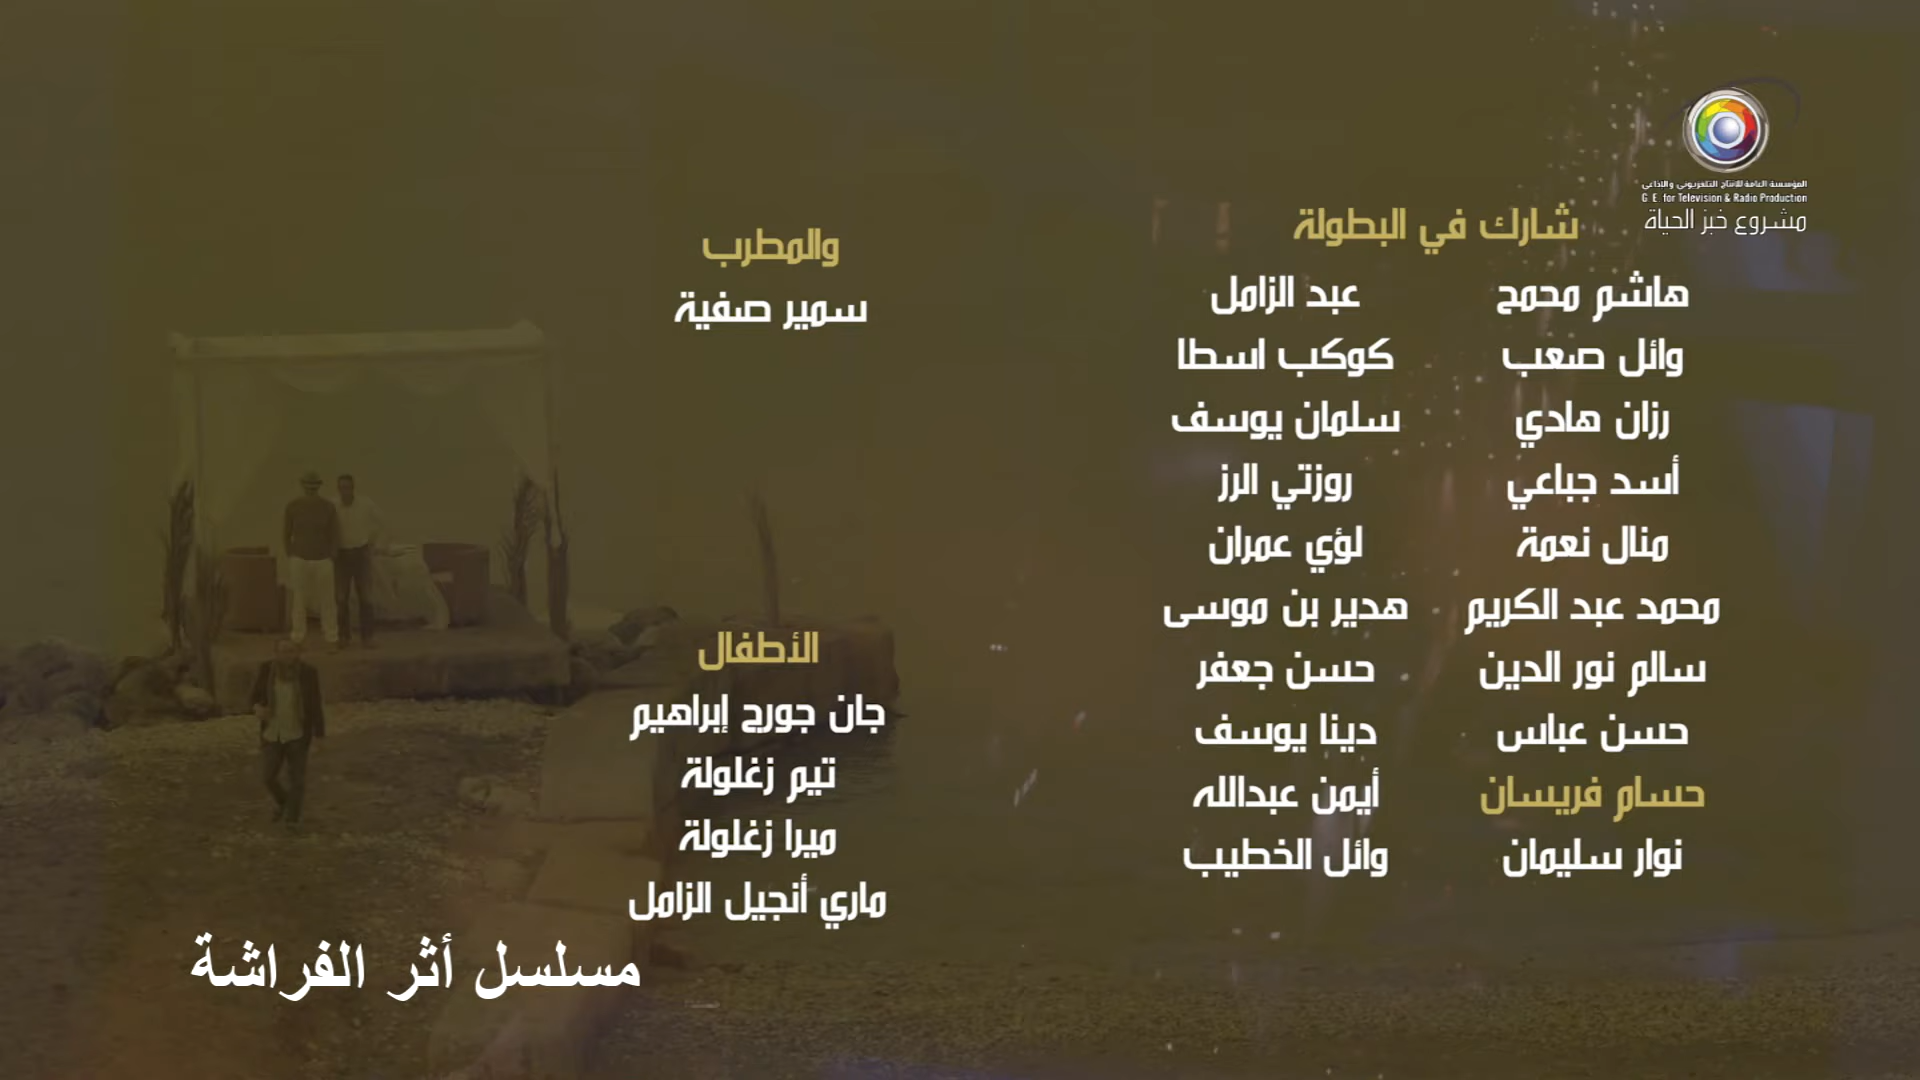 المؤسسة العامة للانتاج التلفزيوني والاذاعي
G. E. for Television & Radio Production
مشروع خبز الحياة
شارك في البطولة
هاشم محمح
عبد الزامل
وائل صعب
كوكب اسطا
رزان هادي
سلمان يوسف
أسد جباعي
روزتي الرز
منال نعمة
لؤي عمران
محمد عبد الكريم
هدير بن موسى
سالم نور الدين
حسن جعفر
حسن عباس
دينا يوسف
حسام فريسان
أيمن عبدالله
نوار سليمان
وائل الخطيب
والمطرب
سمير صفية
الأطفال
جان جورج إبراهيم
تيم زغلولة
ميرا زغلولة
ماري أنجيل الزامل
مسلسل أثر الفراشة